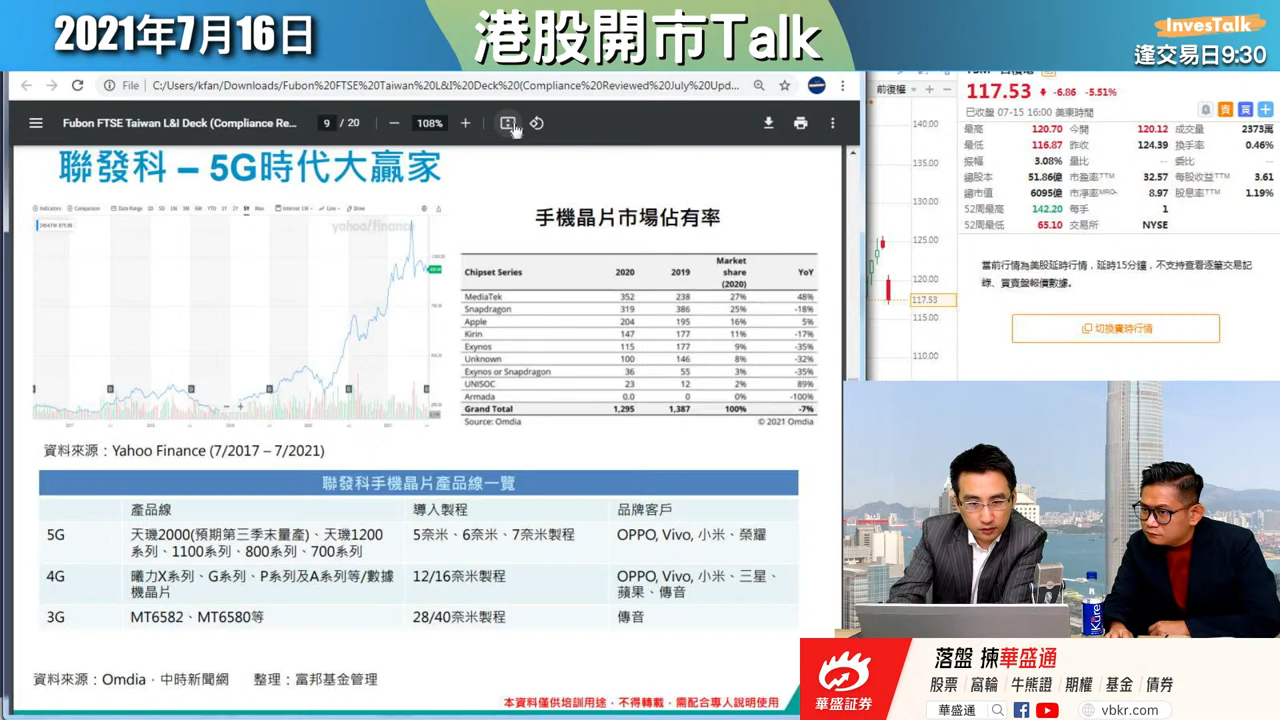 2021年7月16日
港股開市Talk
InvesTalk
逢交易日9:30
File
C:/Users/kfan/Downloads/Fubon%20FTSE%20Taiwan%20L&I%20Deck%20(Compliance%20Reviewed%20July%20Upd...
Fubon FTSE Taiwan L&I Deck (Compliance Re...
9 / 20
108%
聯發科 – 5G時代大贏家
yahoo/finance
手機晶片市場佔有率
Chipset Series 2020 2019 Market share (2020) YoY
MediaTek 352 238 27% 48%
Snapdragon 319 386 25% -18%
Apple 204 195 16% 5%
Kirin 147 177 11% -17%
Exynos 115 177 9% -35%
Unknown 100 146 8% -32%
Exynos or Snapdragon 36 55 3% -35%
UNISOC 23 12 2% 89%
Armada 0.0 0 0% -100%
Grand Total 1,295 1,387 100% -7%
Source: Omdia © 2021 Omdia
資料來源：Yahoo Finance (7/2017 – 7/2021)
聯發科手機晶片產品線一覽
產品線 導入製程 品牌客戶
5G 天璣2000(預期第三季末量產)、天璣1200系列、1100系列、800系列、700系列 5奈米、6奈米、7奈米製程 OPPO, Vivo, 小米、榮耀
4G 曦力X系列、G系列、P系列及A系列等/數據機晶片 12/16奈米製程 OPPO, Vivo, 小米、三星、蘋果、傳音
3G MT6582、MT6580等 28/40奈米製程 傳音
資料來源：Omdia，中時新聞網 整理：富邦基金管理
本資料僅供培訓用途，不得轉載，需配合專人說明使用
前復權
140.00
135.00
130.00
125.00
120.00
117.53
115.00
110.00
117.53 -6.86 -5.51%
已收盤 07-15 16:00 美東時間
賣
買
最高 120.70 今開 120.12 成交量 2373萬
最低 116.87 昨收 124.39 換手率 0.46%
振幅 3.08% 量比 -- 委比 --
總股本 51.86億 市盈率TTM 32.57 每股收益TTM 3.61
總市值 6095億 市淨率MRQ 8.97 股息率TTM 1.19%
52周最高 142.20 每手 1
52周最低 65.10 交易所 NYSE
當前行情為美股延時行情，延時15分鐘，不支持查看逐筆交易記
錄、買賣盤報價數據。
切換實時行情
Küre
華盛証券
落盤 揀華盛通
股票 | 窩輪 | 牛熊證 | 期權 | 基金 | 債券
華盛通
vbkr.com